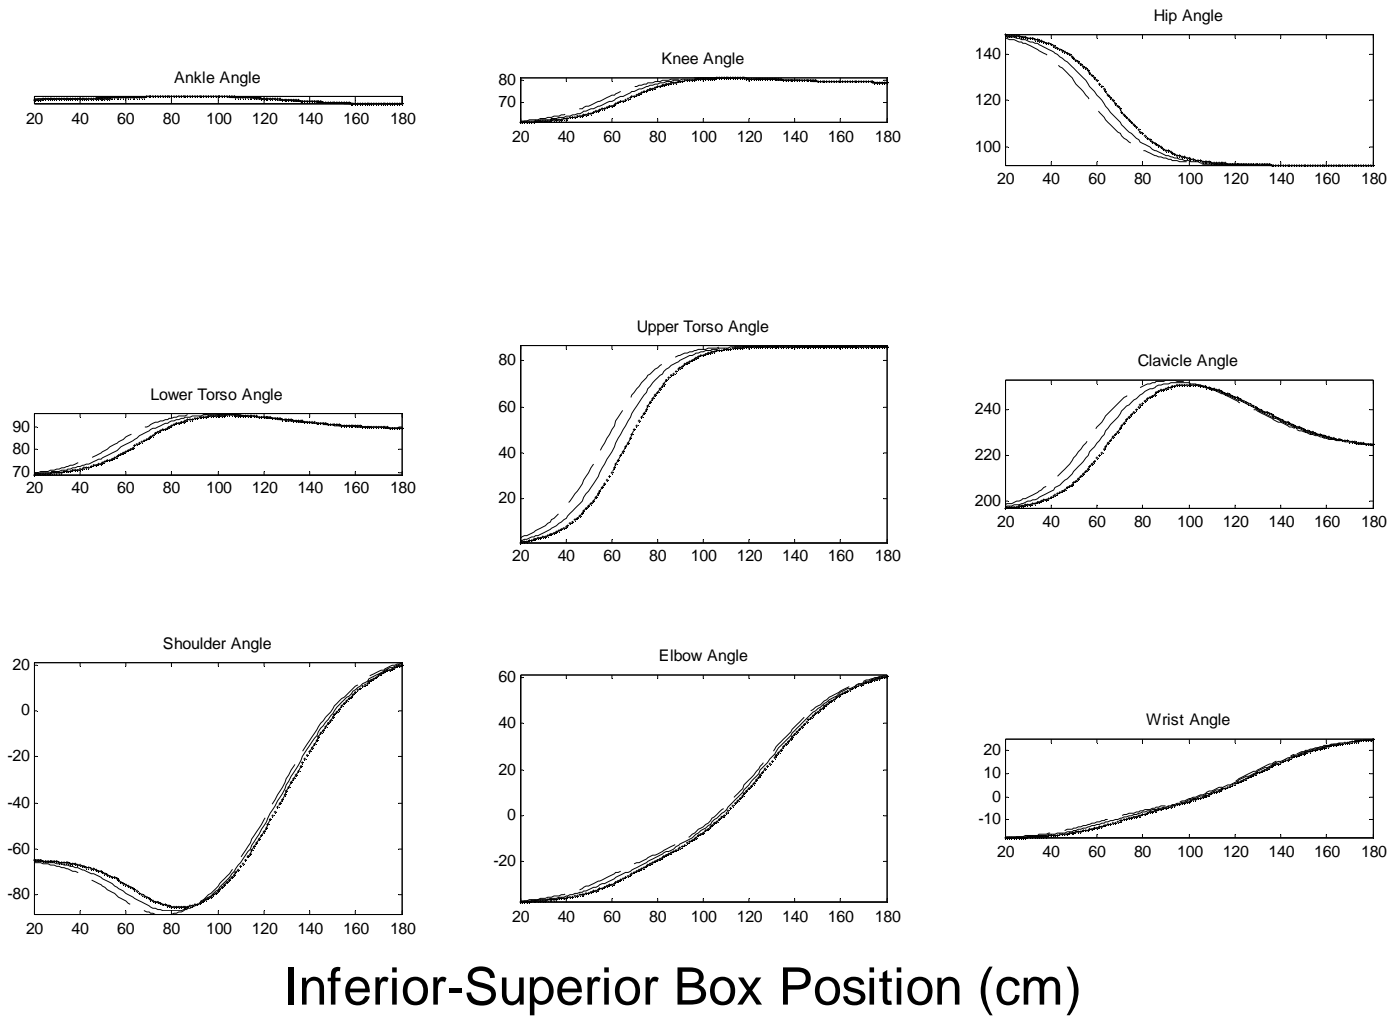 Ankle Angle
20 40 60 80 100 120 140 160 180
Knee Angle
80
70
20 40 60 80 100 120 140 160 180
Hip Angle
140
120
100
20 40 60 80 100 120 140 160 180
Lower Torso Angle
90
80
70
20 40 60 80 100 120 140 160 180
Upper Torso Angle
80
60
40
20
20 40 60 80 100 120 140 160 180
Clavicle Angle
240
220
200
20 40 60 80 100 120 140 160 180
Shoulder Angle
20
0
-20
-40
-60
-80
20 40 60 80 100 120 140 160 180
Elbow Angle
60
40
20
0
-20
20 40 60 80 100 120 140 160 180
Wrist Angle
20
10
0
-10
20 40 60 80 100 120 140 160 180
Inferior-Superior Box Position (cm)